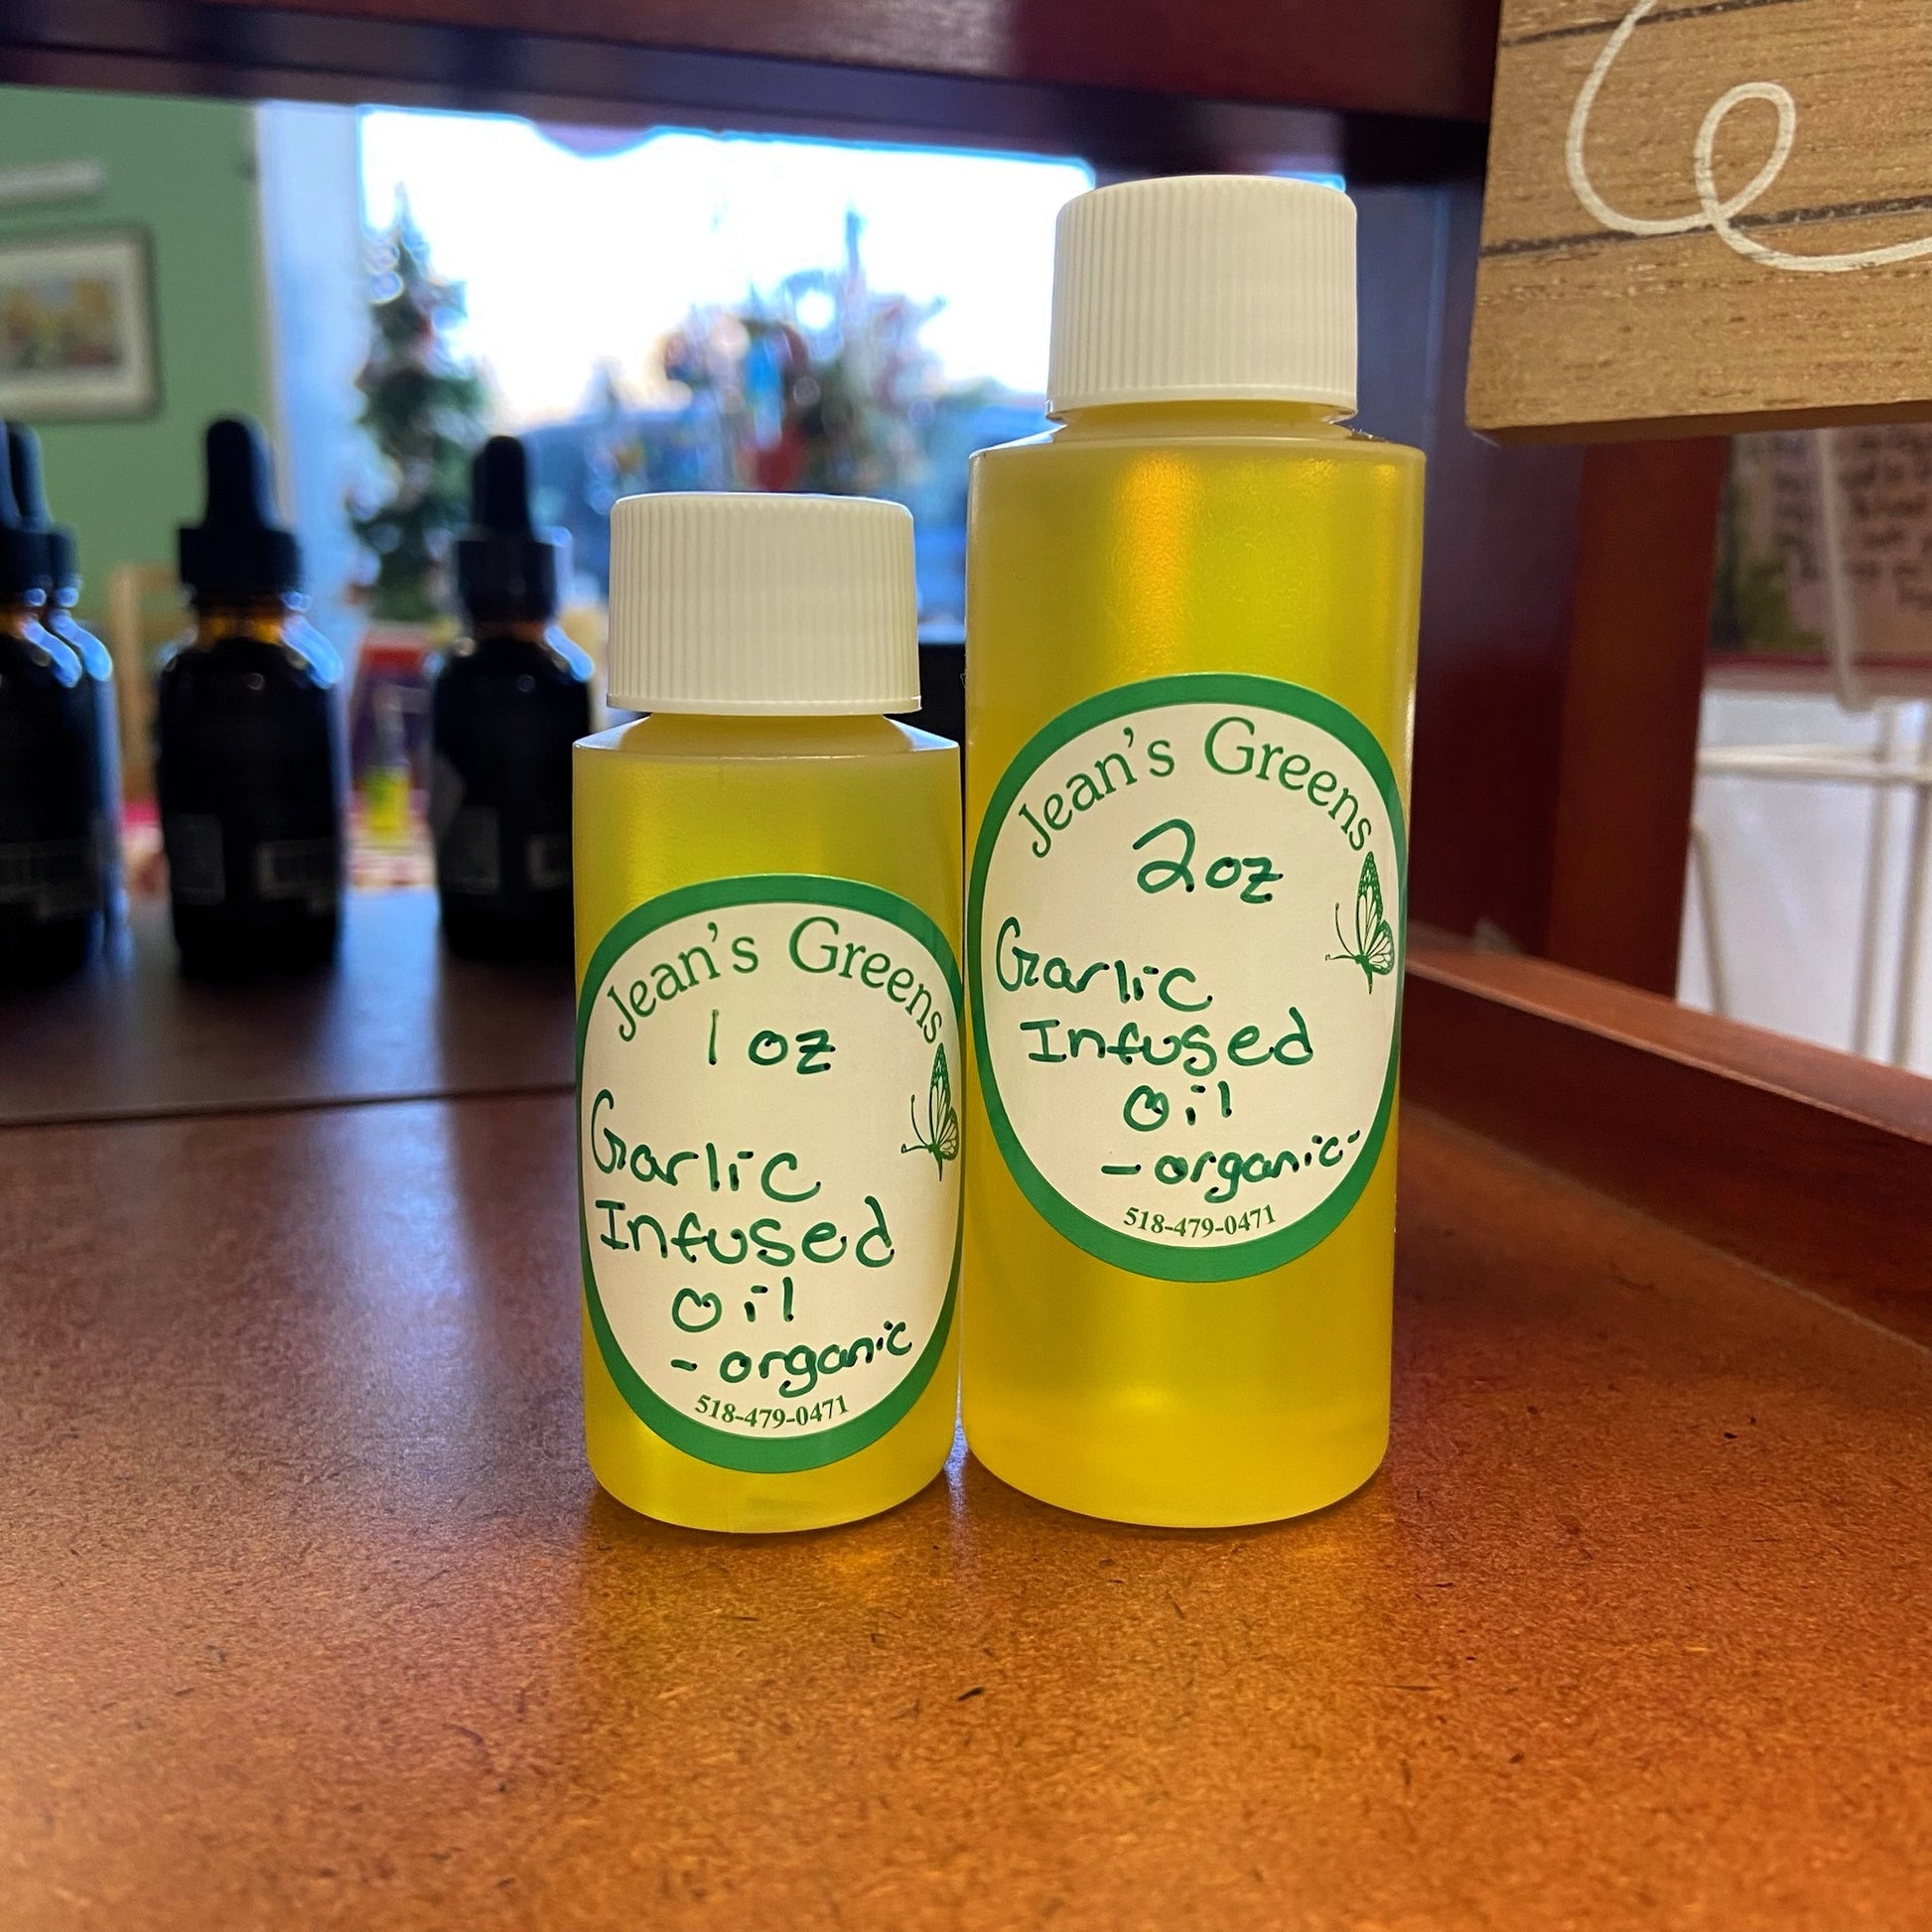 Jean's Greens
1 oz
Garlic
Infused
Oil
- organic
518-479-0471
Jean's Greens
2oz
Garlic
Infused
Oil
- organic -
518-479-0471